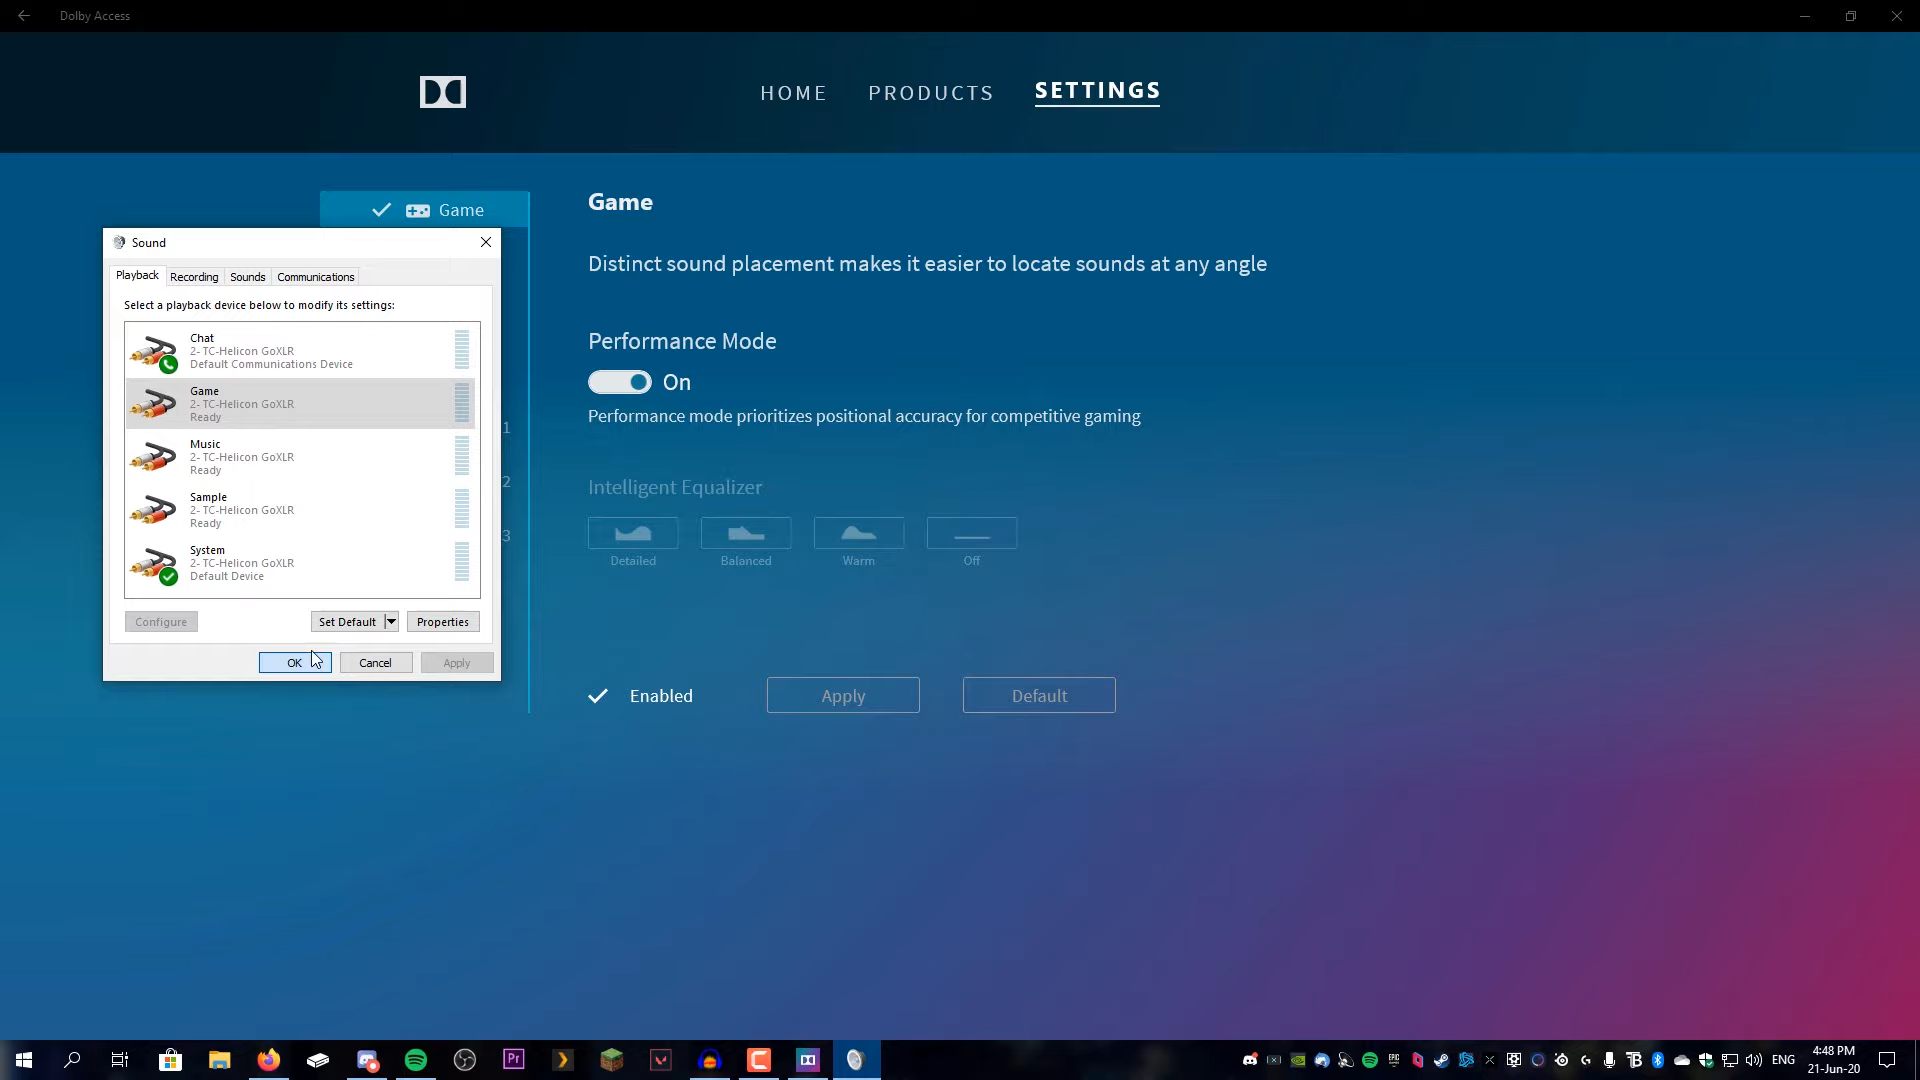 Dolby Access
HOME
PRODUCTS
SETTINGS
Game
Sound
Playback
Recording
Sounds
Communications
Select a playback device below to modify its settings:
Chat
2- TC-Helicon GoXLR
Default Communications Device
Game
2- TC-Helicon GoXLR
Ready
Music
2- TC-Helicon GoXLR
Ready
Sample
2- TC-Helicon GoXLR
Ready
System
2- TC-Helicon GoXLR
Default Device
Configure
Set Default
Properties
OK
Cancel
Apply
1
2
3
Game
Distinct sound placement makes it easier to locate sounds at any angle
Performance Mode
On
Performance mode prioritizes positional accuracy for competitive gaming
Intelligent Equalizer
Detailed
Balanced
Warm
Off
Enabled
Apply
Default
Pr
ENG
4:48 PM
21-Jun-20